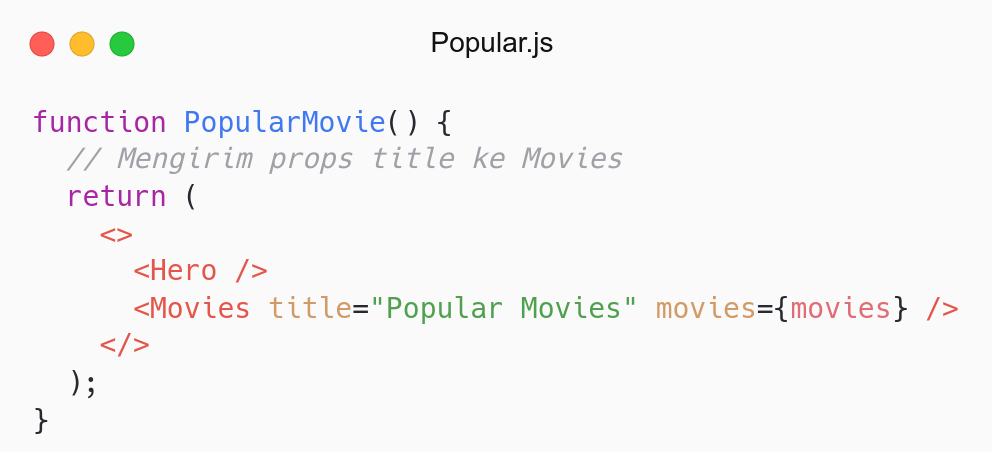 Popular.js
function PopularMovie() {
  // Mengirim props title ke Movies
  return (
    <>
      <Hero />
      <Movies title="Popular Movies" movies={movies} />
    </>
  );
}